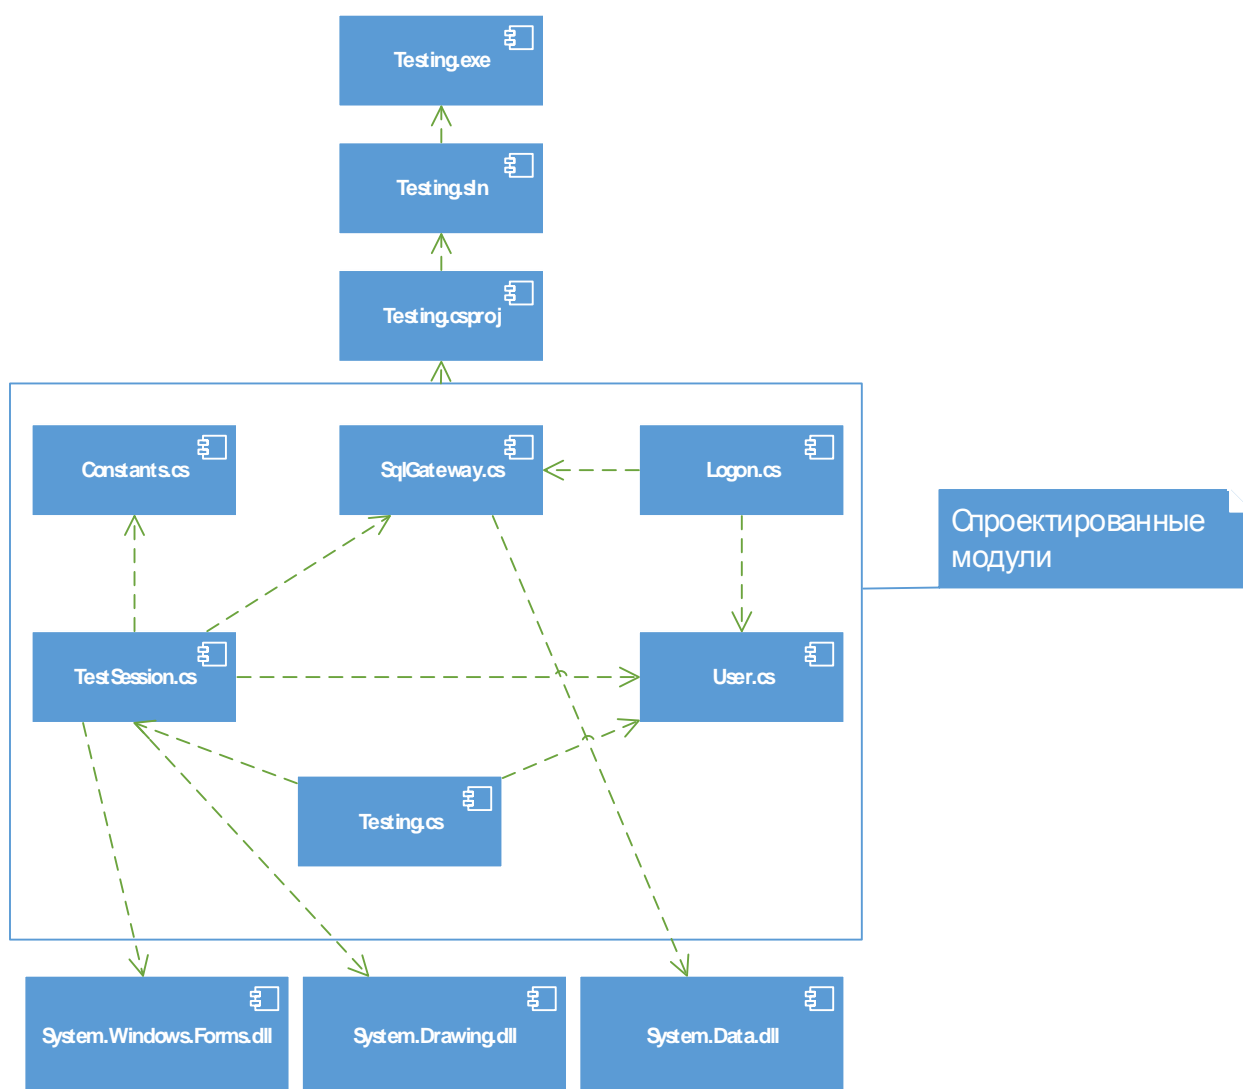 Testing.exe
Testing.sln
Testing.csproj
Constants.cs
SqlGateway.cs
Logon.cs
Опроектированные
модули
TestSession.cs
User.cs
Testing.cs
System.Windows.Forms.dll
System.Drawing.dll
System.Data.dll